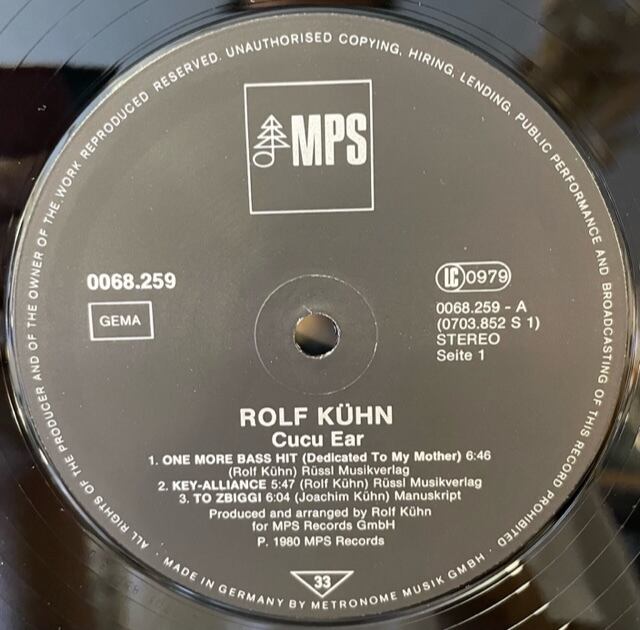 ALL RIGHTS OF THE PRODUCER AND OF THE OWNER OF THE WORK REPRODUCED RESERVED. UNAUTHORISED COPYING, HIRING, LENDING, PUBLIC PERFORMANCE AND BROADCASTING OF THIS RECORD PROHIBITED ·
MPS
0068.259
GEMA
LC 0979
0068.259 - A
(0703.852 S 1)
STEREO
Seite 1
ROLF KÜHN
Cucu Ear
1. ONE MORE BASS HIT (Dedicated To My Mother) 6:46
(Rolf Kühn) Rüssl Musikverlag
2. KEY-ALLIANCE 5:47 (Rolf Kühn) Rüssl Musikverlag
3. TO ZBIGGI 6:04 (Joachim Kühn) Manuskript
Produced and arranged by Rolf Kühn
for MPS Records GmbH
P. 1980 MPS Records
33
· MADE IN GERMANY BY METRONOME MUSIK GMBH ·